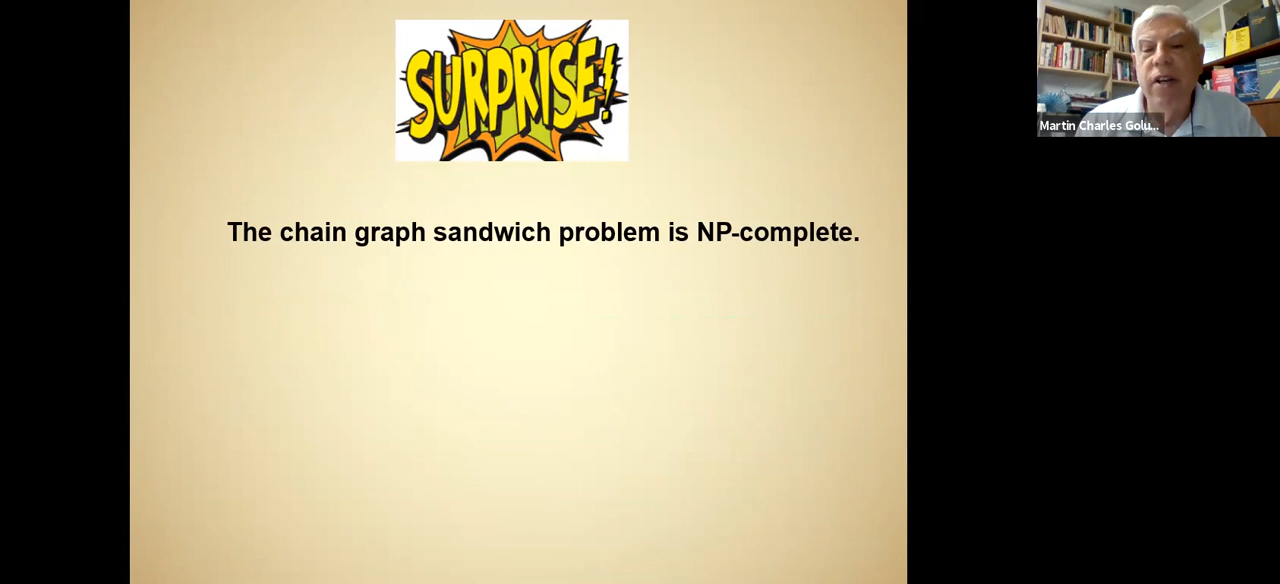 SURPRISE!
Martin Charles Golu...
The chain graph sandwich problem is NP-complete.